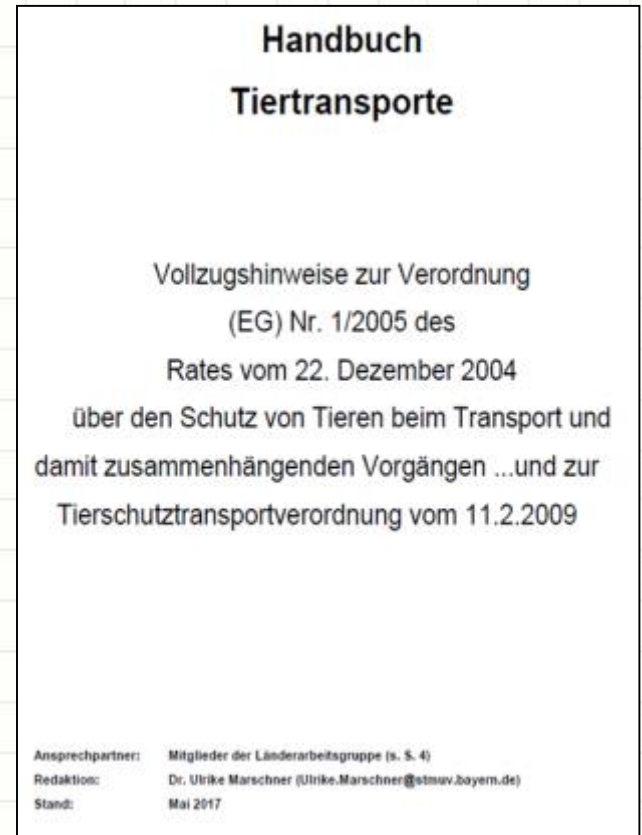 Handbuch
Tiertransporte
Vollzugshinweise zur Verordnung
(EG) Nr. 1/2005 des
Rates vom 22. Dezember 2004
über den Schutz von Tieren beim Transport und
damit zusammenhängenden Vorgängen ...und zur
Tierschutztransportverordnung vom 11.2.2009
Ansprechpartner: Mitglieder der Länderarbeitsgruppe (s. S. 4)
Redaktion: Dr. Ulrike Marschner (Ulrike.Marschner@stmuv.bayern.de)
Stand: Mai 2017